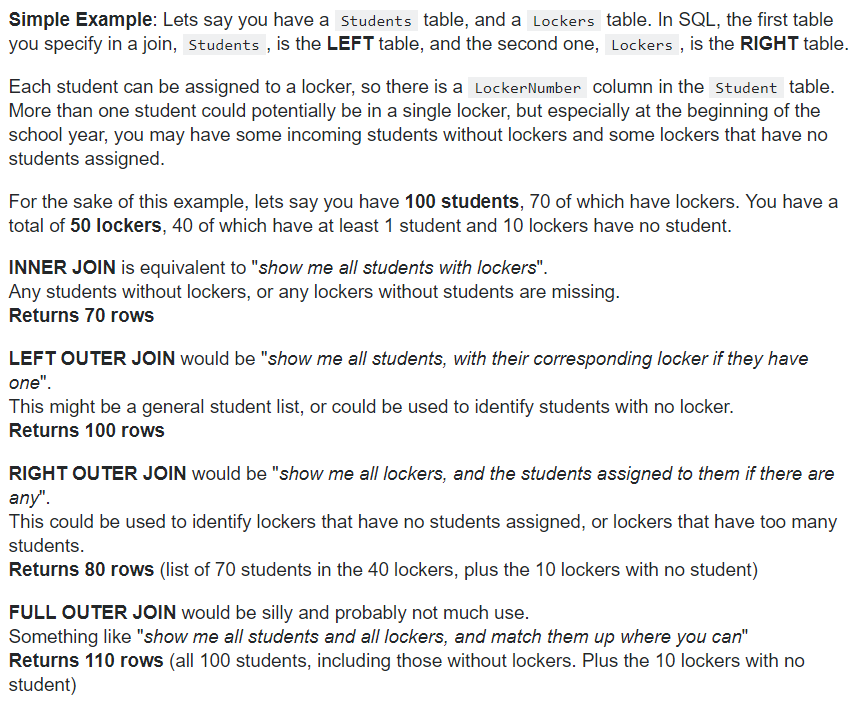 Simple Example: Lets say you have a Students table, and a Lockers table. In SQL, the first table
you specify in a join, Students, is the LEFT table, and the second one, Lockers, is the RIGHT table.
Each student can be assigned to a locker, so there is a LockerNumber column in the Student table.
More than one student could potentially be in a single locker, but especially at the beginning of the
school year, you may have some incoming students without lockers and some lockers that have no
students assigned.
For the sake of this example, lets say you have 100 students, 70 of which have lockers. You have a
total of 50 lockers, 40 of which have at least 1 student and 10 lockers have no student.
INNER JOIN is equivalent to "show me all students with lockers".
Any students without lockers, or any lockers without students are missing.
Returns 70 rows
LEFT OUTER JOIN would be "show me all students, with their corresponding locker if they have
one".
This might be a general student list, or could be used to identify students with no locker.
Returns 100 rows
RIGHT OUTER JOIN would be "show me all lockers, and the students assigned to them if there are
any".
This could be used to identify lockers that have no students assigned, or lockers that have too many
students.
Returns 80 rows (list of 70 students in the 40 lockers, plus the 10 lockers with no student)
FULL OUTER JOIN would be silly and probably not much use.
Something like "show me all students and all lockers, and match them up where you can"
Returns 110 rows (all 100 students, including those without lockers. Plus the 10 lockers with no
student)